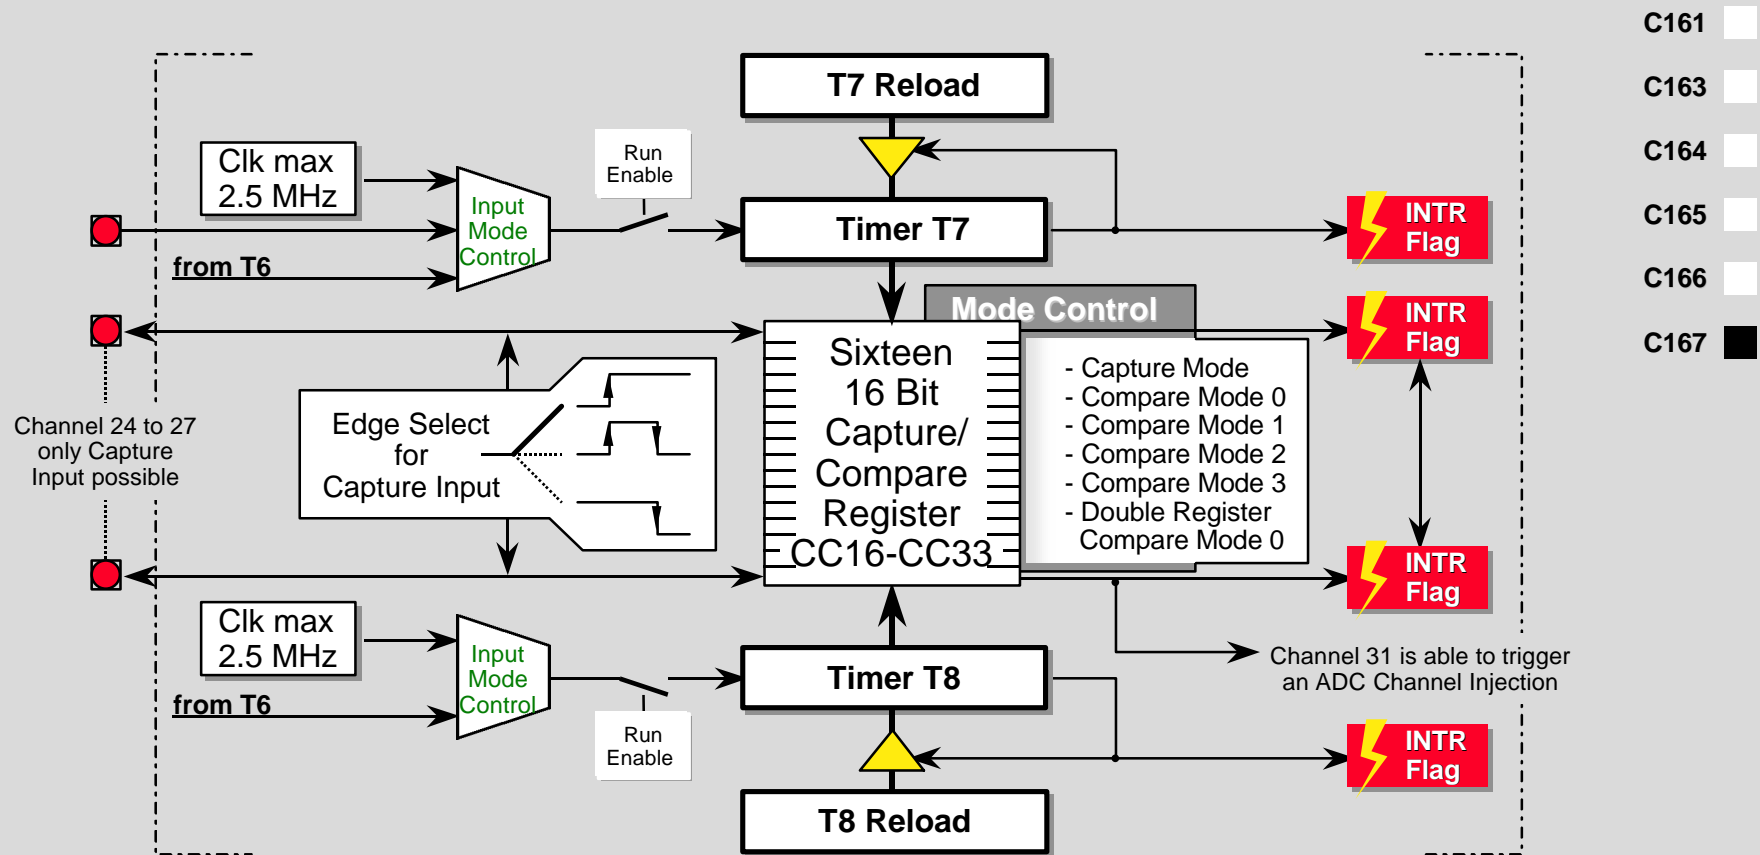 C161
C163
C164
C165
C166
C167
T7 Reload
Clk max
2.5 MHz
Run
Enable
Input
Mode
Control
Timer T7
INTR
Flag
from T6
Mode Control
INTR
Flag
Sixteen
16 Bit
Capture/
Compare
Register
CC16-CC33
- Capture Mode
- Compare Mode 0
- Compare Mode 1
- Compare Mode 2
- Compare Mode 3
- Double Register
Compare Mode 0
Channel 24 to 27
only Capture
Input possible
Edge Select
for
Capture Input
INTR
Flag
Clk max
2.5 MHz
Input
Mode
Control
from T6
Run
Enable
Timer T8
Channel 31 is able to trigger
an ADC Channel Injection
INTR
Flag
T8 Reload